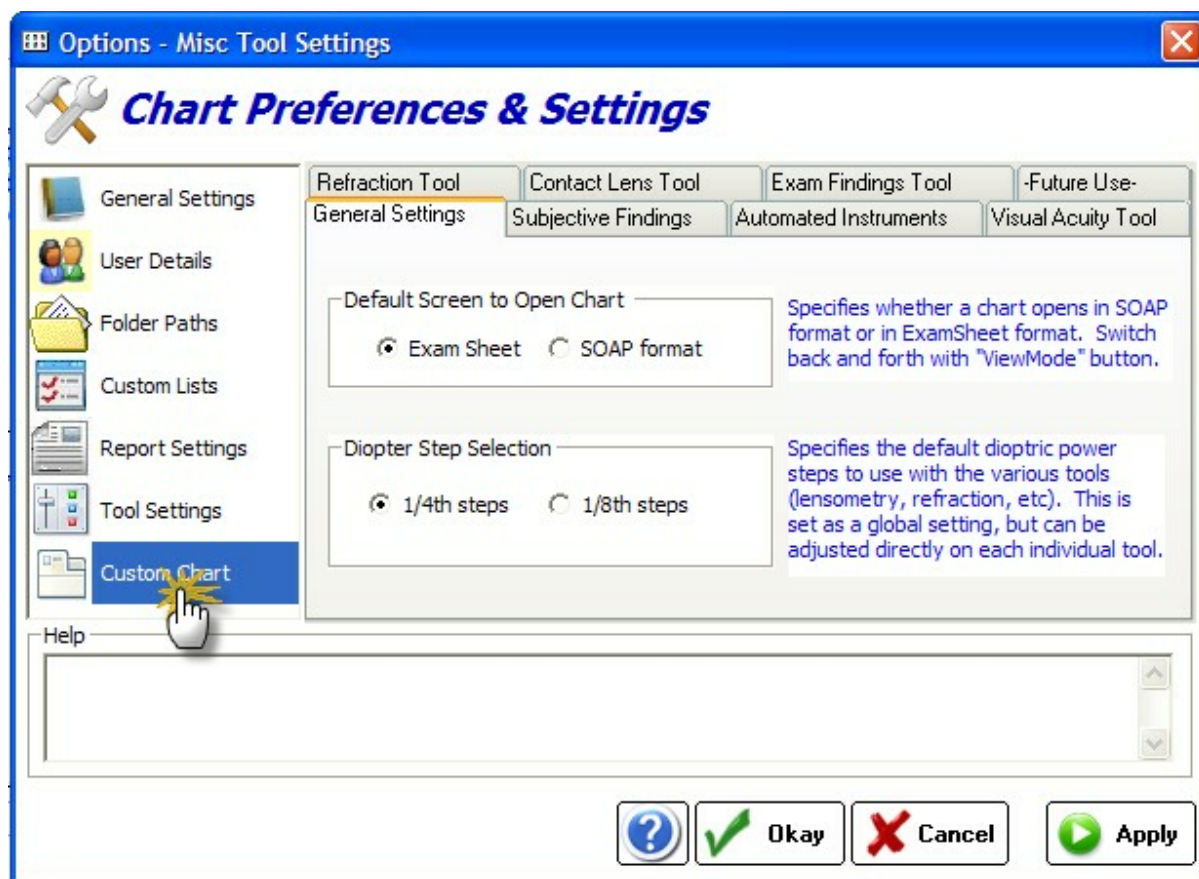 Options - Misc Tool Settings
Chart Preferences & Settings
General Settings
User Details
Folder Paths
Custom Lists
Report Settings
Tool Settings
Custom Chart
Refraction Tool
Contact Lens Tool
Exam Findings Tool
-Future Use-
General Settings
Subjective Findings
Automated Instruments
Visual Acuity Tool
Default Screen to Open Chart
Exam Sheet
SOAP format
Specifies whether a chart opens in SOAP
format or in ExamSheet format. Switch
back and forth with "ViewMode" button.
Diopter Step Selection
1/4th steps
1/8th steps
Specifies the default dioptric power
steps to use with the various tools
(lensometry, refraction, etc). This is
set as a global setting, but can be
adjusted directly on each individual tool.
Help
?
Okay
Cancel
Apply